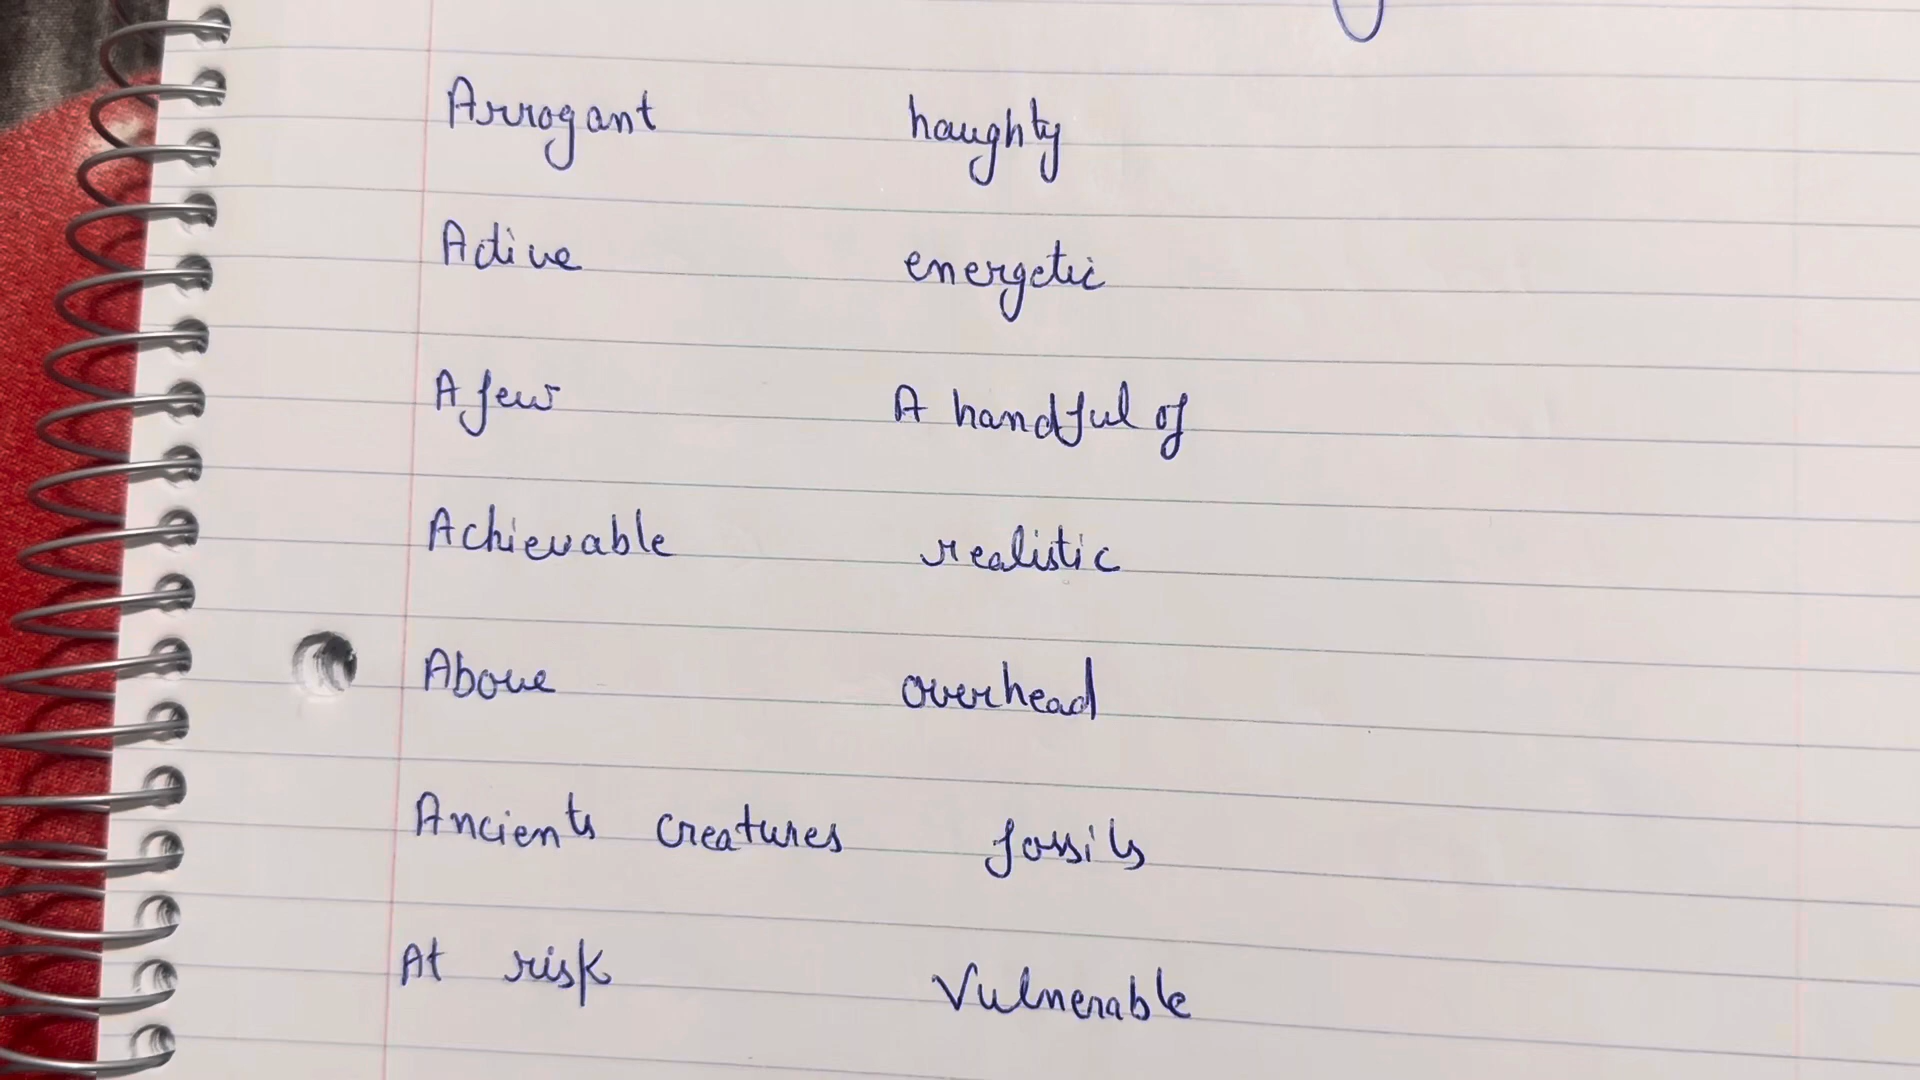 Arrogant haughty
Active energetic
A few A handful of
Achievable realistic
Above overhead
Ancients creatures fossils
At risk Vulnerable